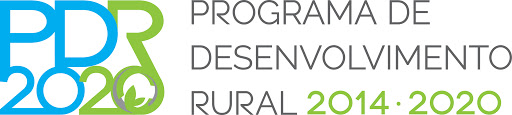 PDR
2020
PROGRAMA DE
DESENVOLVIMENTO
RURAL 2014·2020